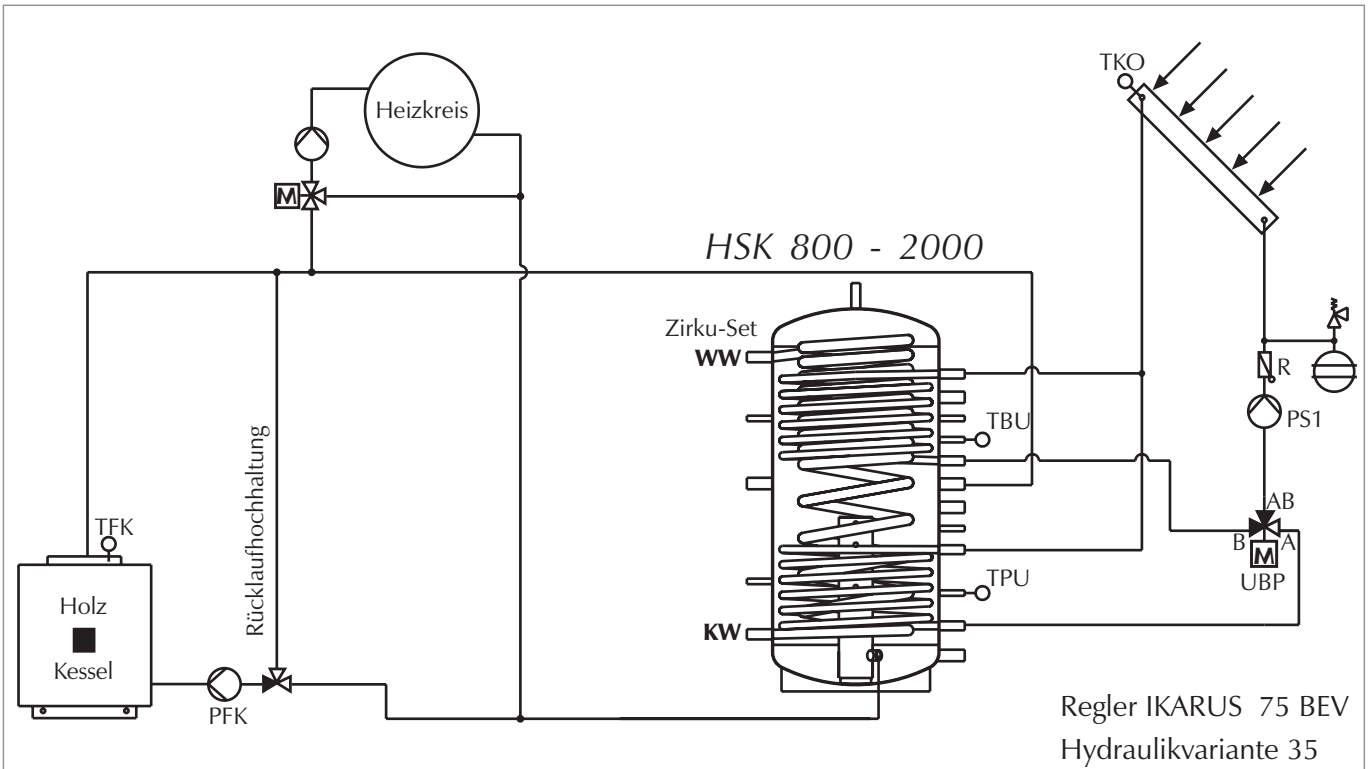 TKO
Heizkreis
M
HSK 800 - 2000
Zirku-Set
WW
R
PS1
TBU
AB
B
A
M
UBP
Rücklaufhochhaltung
TFK
TPU
Holz
Kessel
KW
PFK
Regler IKARUS 75 BEV
Hydraulikvariante 35